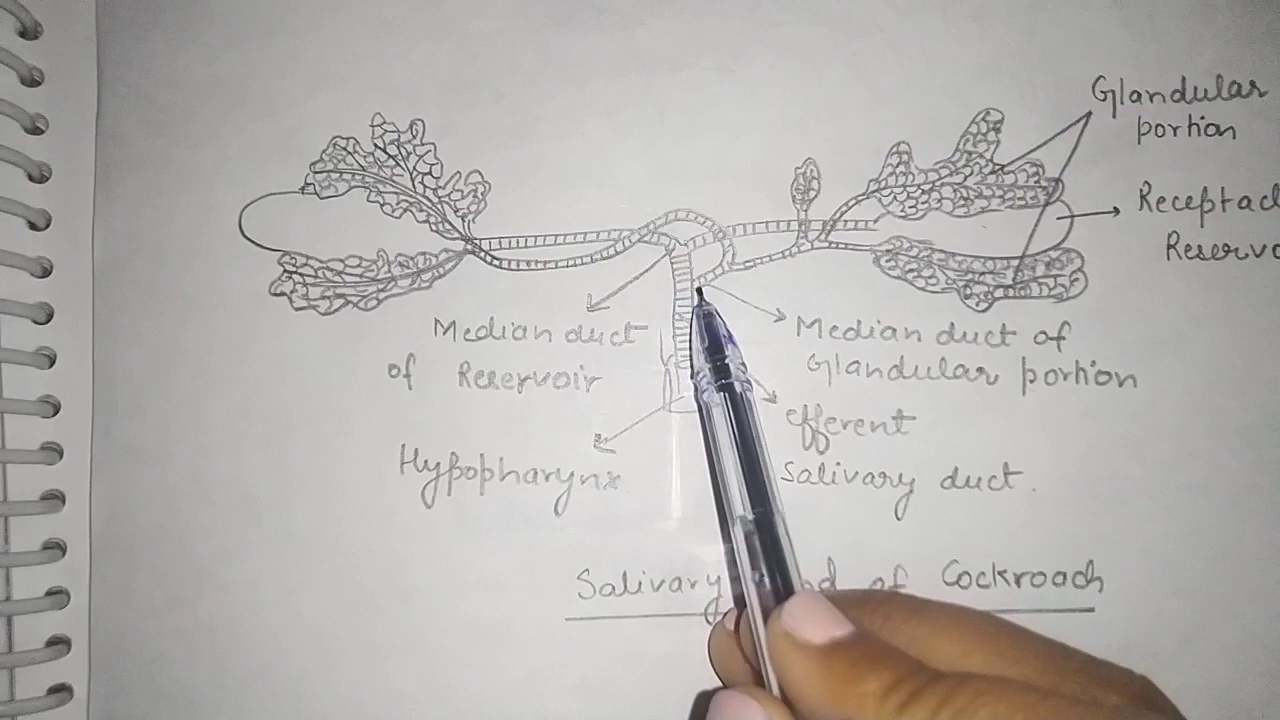 Glandular
portion
Receptac
Reservo
Median duct
of Reservoir
Median duct of
Glandular portion
efferent
Salivary duct.
Hypopharynx
Salivary of Cockroach